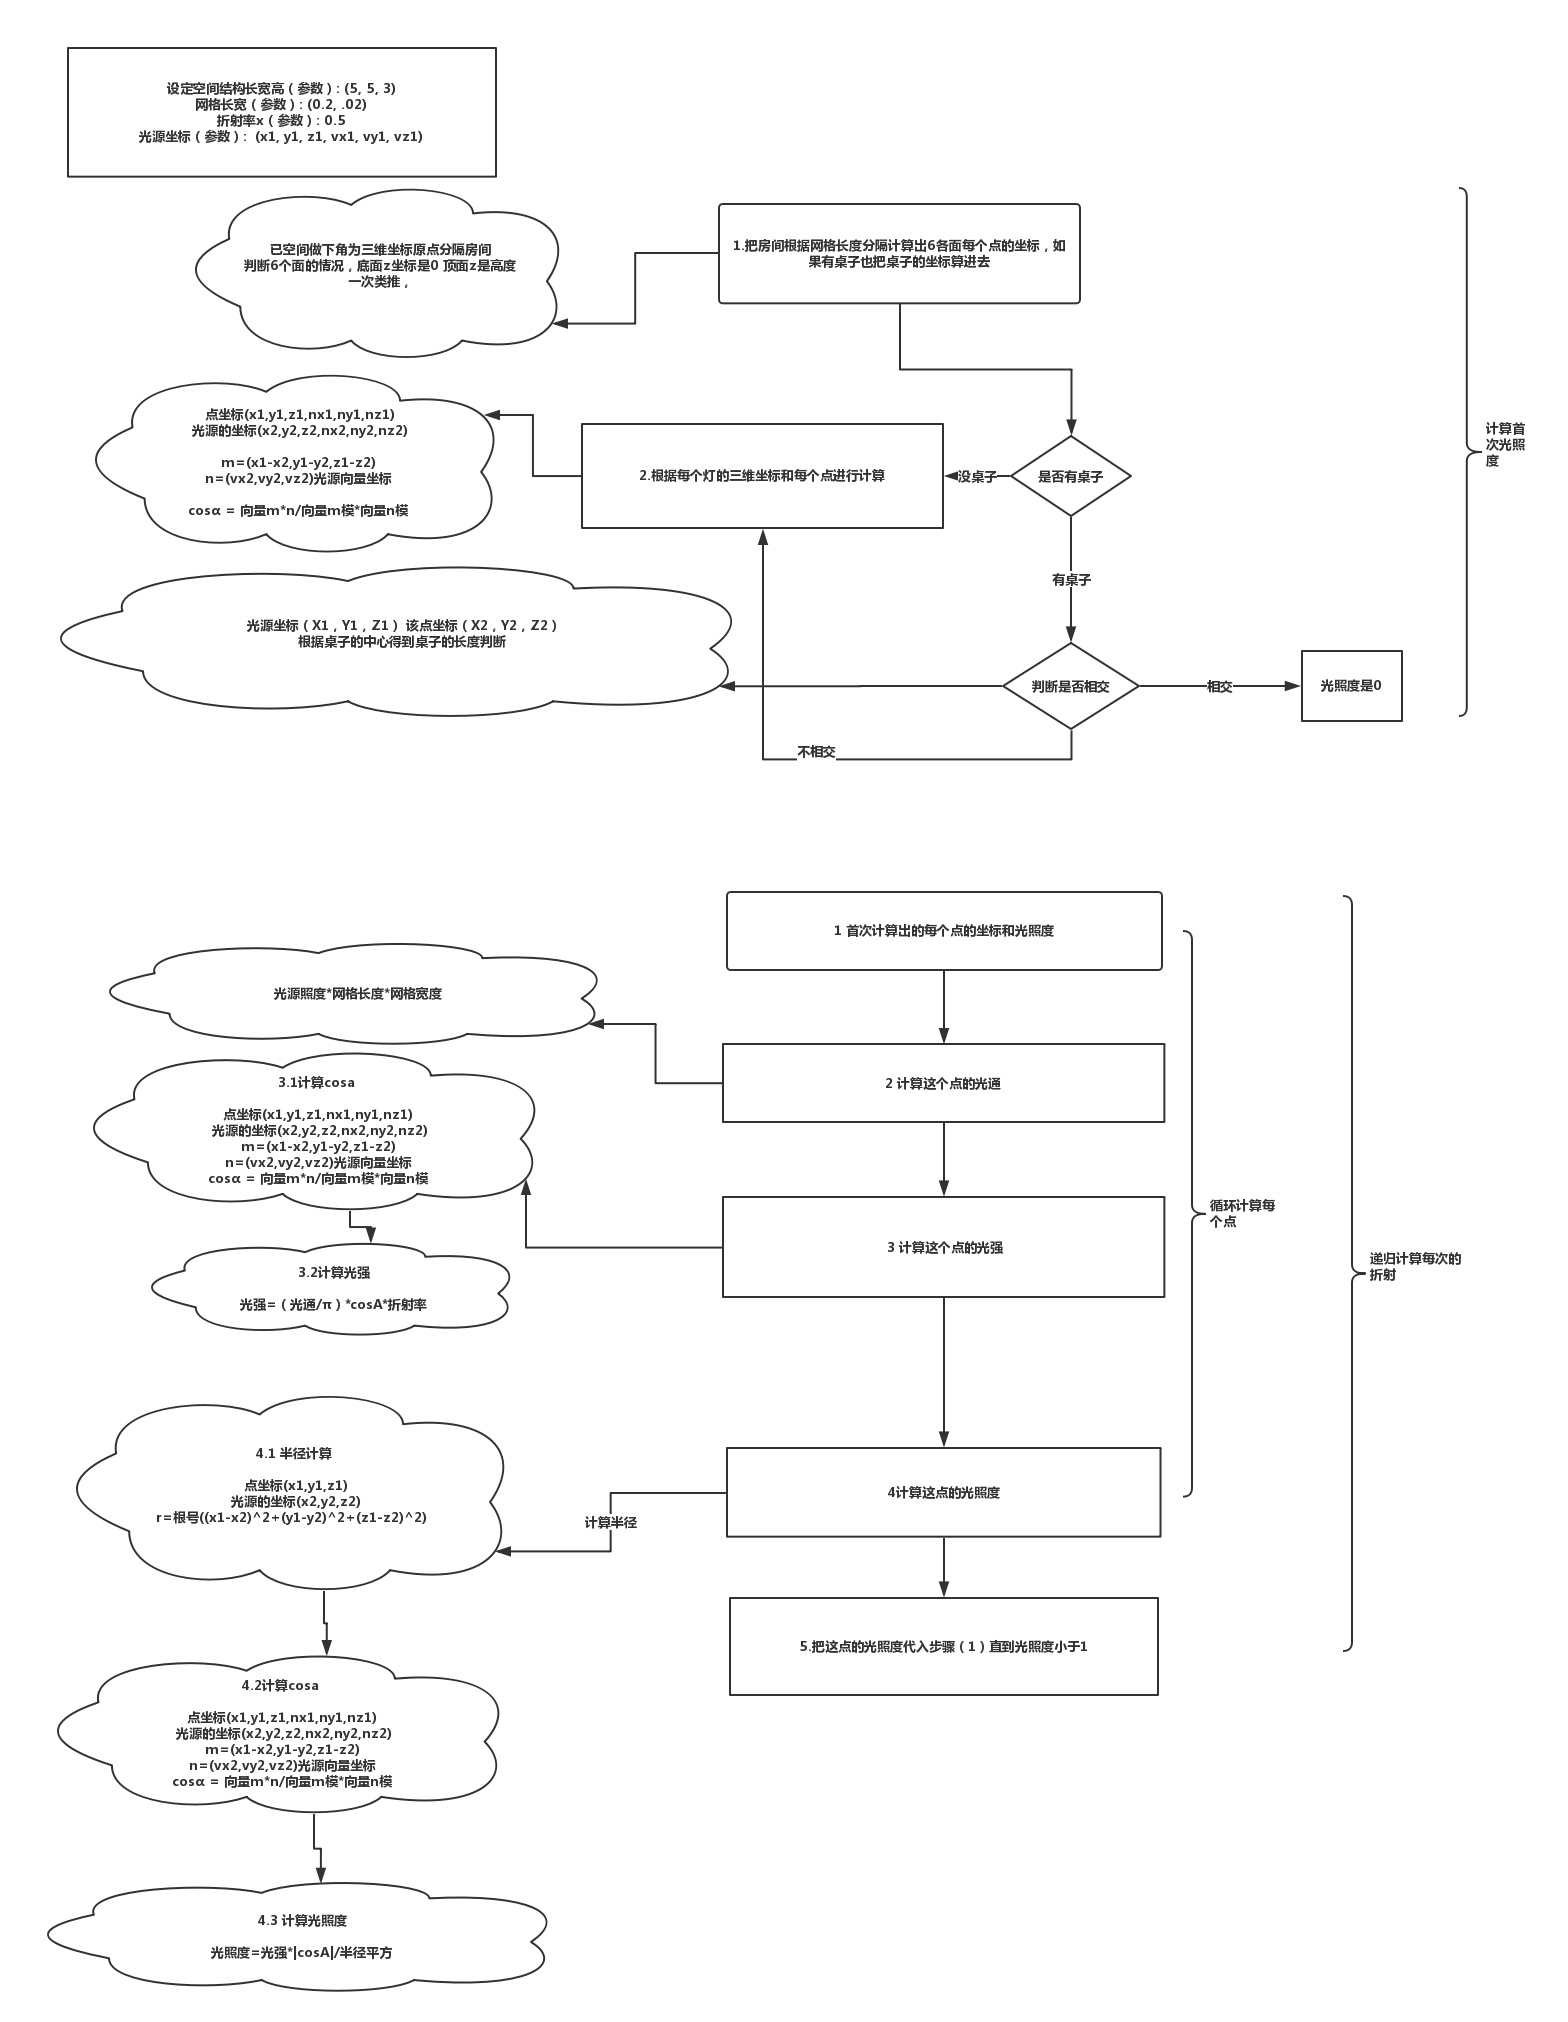 设定空间结构长宽高（参数）: (5, 5, 3)
网格长宽（参数）: (0.2, .02)
折射率x（参数）: 0.5
光源坐标（参数）: (x1, y1, z1, vx1, vy1, vz1)
已空间做下角为三维坐标原点分隔房间
判断6个面的情况，底面z坐标是0 顶面z是高度
一次类推，
1.把房间根据网格长度分隔计算出6各面每个点的坐标，如
果有桌子也把桌子的坐标算进去
点坐标(x1,y1,z1,nx1,ny1,nz1)
光源的坐标(x2,y2,z2,nx2,ny2,nz2)
m=(x1-x2,y1-y2,z1-z2)
n=(vx2,vy2,vz2)光源向量坐标
cosα = 向量m*n/向量m模*向量n模
2.根据每个灯的三维坐标和每个点进行计算
没桌子
是否有桌子
计算首
次光照
度
有桌子
光源坐标（X1，Y1，Z1） 该点坐标（X2，Y2，Z2）
根据桌子的中心得到桌子的长度判断
判断是否相交
相交
光照度是0
不相交
1 首次计算出的每个点的坐标和光照度
光源照度*网格长度*网格宽度
2 计算这个点的光通
3.1计算cosa
点坐标(x1,y1,z1,nx1,ny1,nz1)
光源的坐标(x2,y2,z2,nx2,ny2,nz2)
m=(x1-x2,y1-y2,z1-z2)
n=(vx2,vy2,vz2)光源向量坐标
cosα = 向量m*n/向量m模*向量n模
3 计算这个点的光强
循环计算每
个点
递归计算每次的
折射
3.2计算光强
光强=（光通/π）*cosA*折射率
4.1 半径计算
点坐标(x1,y1,z1)
光源的坐标(x2,y2,z2)
r=根号((x1-x2)^2+(y1-y2)^2+(z1-z2)^2)
计算半径
4计算这点的光照度
5.把这点的光照度代入步骤（1）直到光照度小于1
4.2计算cosa
点坐标(x1,y1,z1,nx1,ny1,nz1)
光源的坐标(x2,y2,z2,nx2,ny2,nz2)
m=(x1-x2,y1-y2,z1-z2)
n=(vx2,vy2,vz2)光源向量坐标
cosα = 向量m*n/向量m模*向量n模
4.3 计算光照度
光照度=光强*|cosA|/半径平方